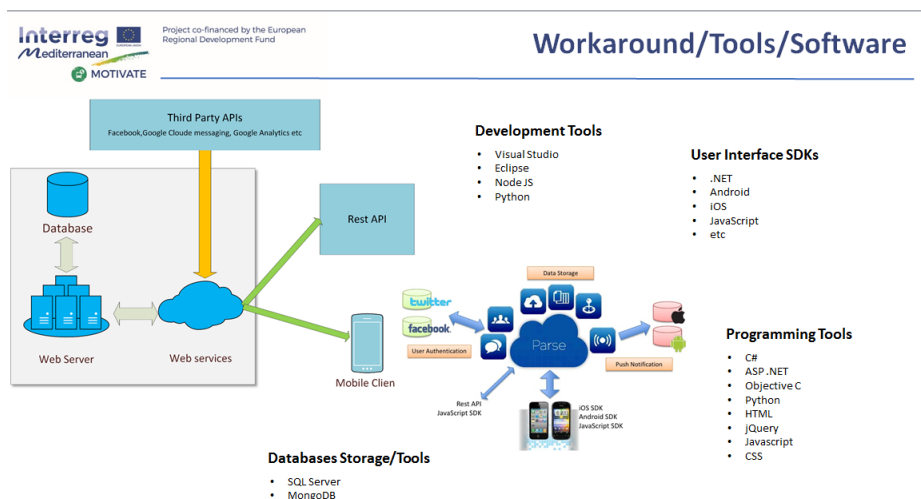 Interreg
EUROPEAN UNION
Mediterranean
MOTIVATE
Project co-financed by the European
Regional Development Fund
Workaround/Tools/Software
Third Party APIs
Facebook,Google Cloude messaging, Google Analytics etc
Database
Web Server
Web services
Rest API
Mobile Clien
Development Tools
• Visual Studio
• Eclipse
• Node JS
• Python
User Interface SDKs
• .NET
• Android
• iOS
• JavaScript
• etc
Data Storage
twitter
facebook
User Authentication
Parse
Push Notification
Rest API
JavaScript SDK
iOS SDK
Android SDK
JavaScript SDK
Programming Tools
• C#
• ASP .NET
• Objective C
• Python
• HTML
• jQuery
• Javascript
• CSS
Databases Storage/Tools
• SQL Server
• MongoDB